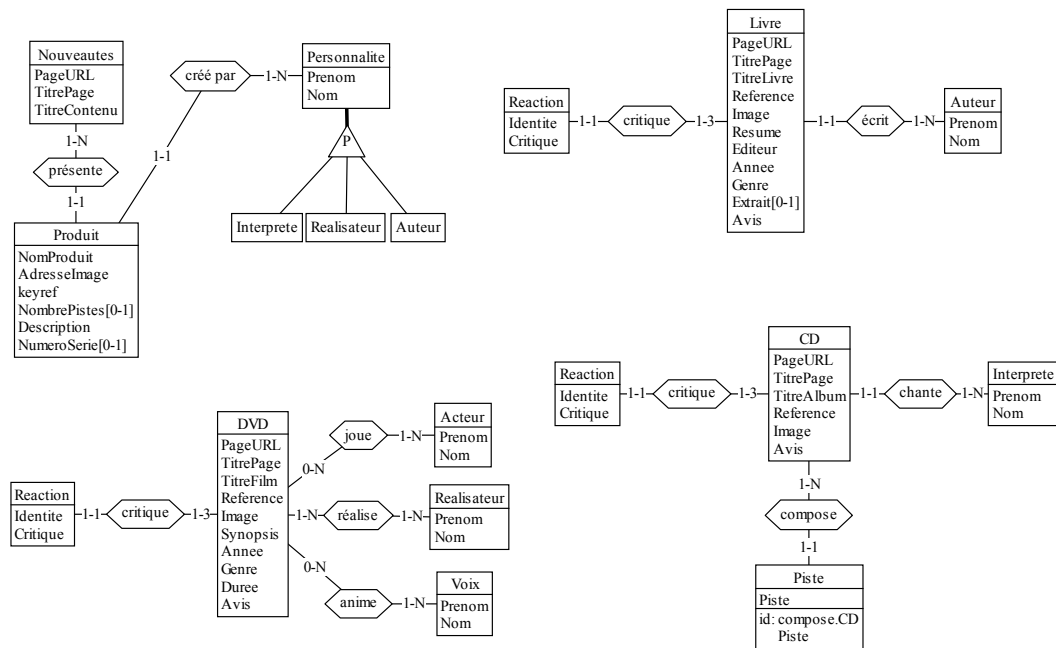 Nouveautes
PageURL
TitrePage
TitreContenu
1-N
présente
1-1
Produit
NomProduit
AdresseImage
keyref
NombrePistes[0-1]
Description
NumeroSerie[0-1]
1-1
créé par
1-N
Personnalite
Prenom
Nom
P
Interprete
Realisateur
Auteur
Reaction
Identite
Critique
1-1
critique
1-3
Livre
PageURL
TitrePage
TitreLivre
Reference
Image
Resume
Editeur
Annee
Genre
Extrait[0-1]
Avis
1-1
écrit
1-N
Auteur
Prenom
Nom
Reaction
Identite
Critique
1-1
critique
1-3
DVD
PageURL
TitrePage
TitreFilm
Reference
Image
Synopsis
Annee
Genre
Duree
Avis
0-N
joue
1-N
Acteur
Prenom
Nom
1-N
réalise
1-N
Realisateur
Prenom
Nom
0-N
anime
1-N
Voix
Prenom
Nom
Reaction
Identite
Critique
1-1
critique
1-3
CD
PageURL
TitrePage
TitreAlbum
Reference
Image
Avis
1-1
chante
1-N
Interprete
Prenom
Nom
1-N
compose
1-1
Piste
Piste
id: compose.CD
Piste